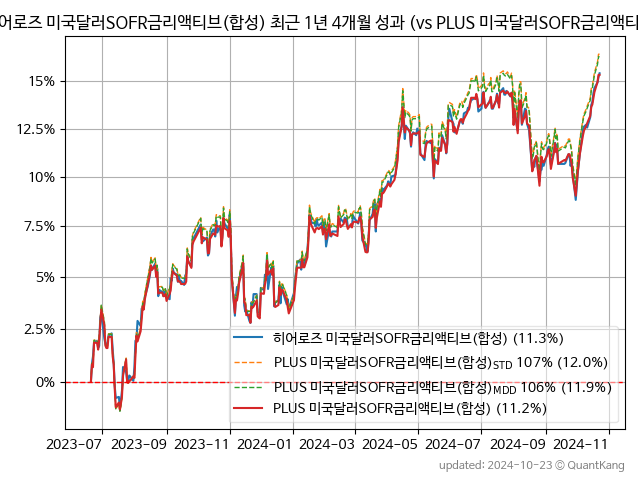 어로즈 미국달러SOFR금리액티브(합성) 최근 1년 4개월 성과 (vs PLUS 미국달러SOFR금리액티
15%
12.5%
10%
7.5%
5%
2.5%
0%
히어로즈 미국달러SOFR금리액티브(합성) (11.3%)
PLUS 미국달러SOFR금리액티브(합성)STD 107% (12.0%)
PLUS 미국달러SOFR금리액티브(합성)MDD 106% (11.9%)
PLUS 미국달러SOFR금리액티브(합성) (11.2%)
2023-07 2023-09 2023-11 2024-01 2024-03 2024-05 2024-07 2024-09 2024-11
updated: 2024-10-23 © QuantKang